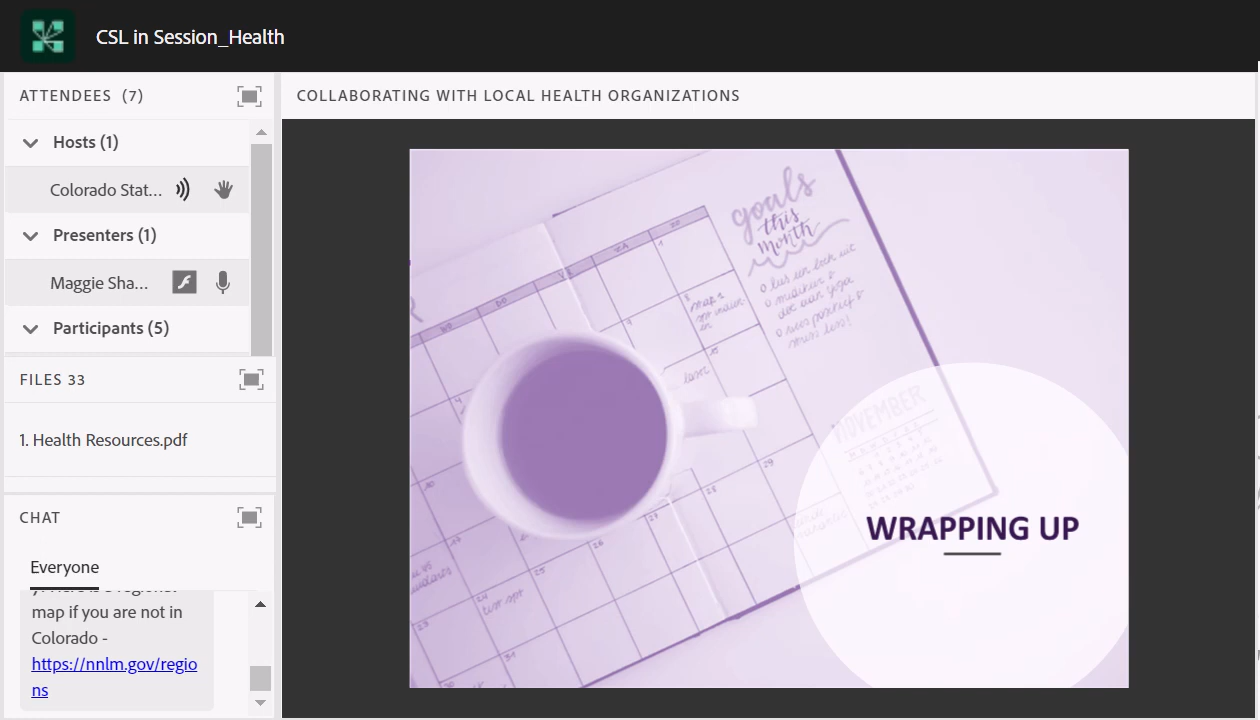 CSL in Session_Health
ATTENDEES (7)
Hosts (1)
Colorado Stat...
Presenters (1)
Maggie Sha...
Participants (5)
FILES 33
1. Health Resources.pdf
CHAT
Everyone
map if you are not in
Colorado -
https://nnlm.gov/regio
ns
COLLABORATING WITH LOCAL HEALTH ORGANIZATIONS
goals
this
month
NOVEMBER
WRAPPING UP